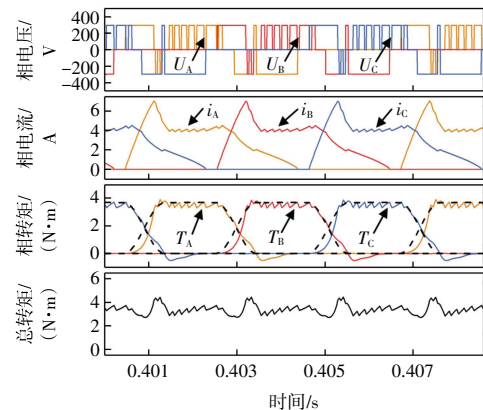 相电压/
V
400
200
0
−200
−400
U_A
U_B
U_C
相电流/
A
6
4
2
0
i_A
i_B
i_C
相转矩/
(N·m)
4
2
0
T_A
T_B
T_C
总转矩/
(N·m)
6
4
2
0
0.401
0.403
0.405
0.407
时间/s